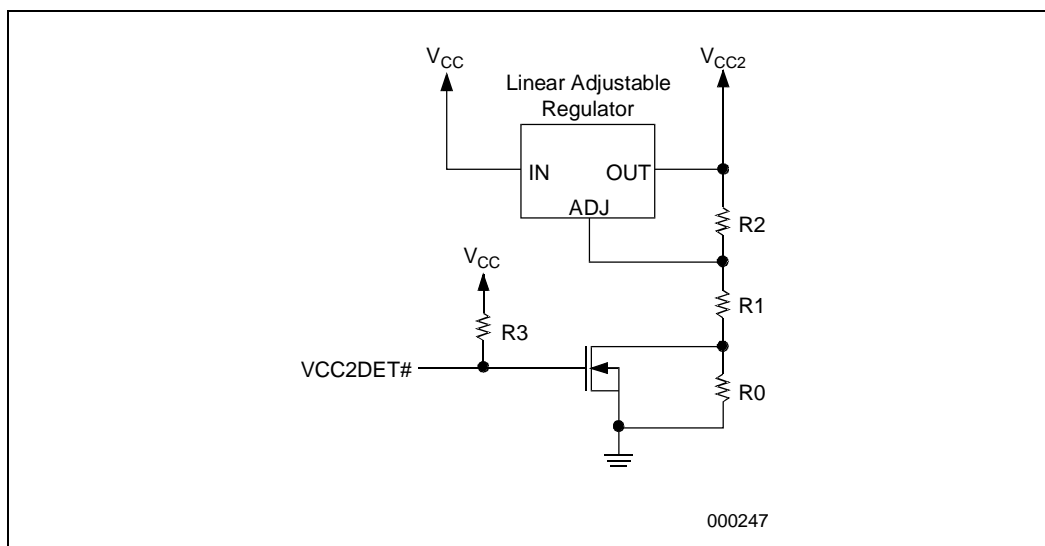 VCC
VCC2
Linear Adjustable
Regulator
IN
OUT
ADJ
R2
VCC
R1
R3
VCC2DET#
R0
000247